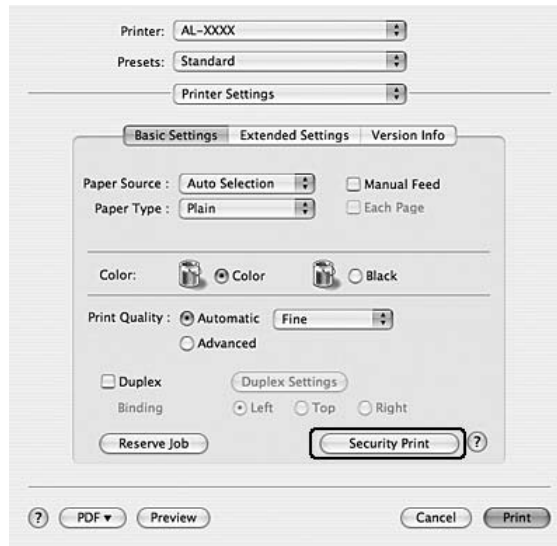 Printer: AL-XXXX
Presets: Standard
Printer Settings
Basic Settings Extended Settings Version Info
Paper Source : Auto Selection Manual Feed
Paper Type : Plain Each Page
Color: Color Black
Print Quality : Automatic Fine
Advanced
Duplex Duplex Settings
Binding Left Top Right
Reserve Job Security Print ?
? PDF ▾ Preview Cancel Print